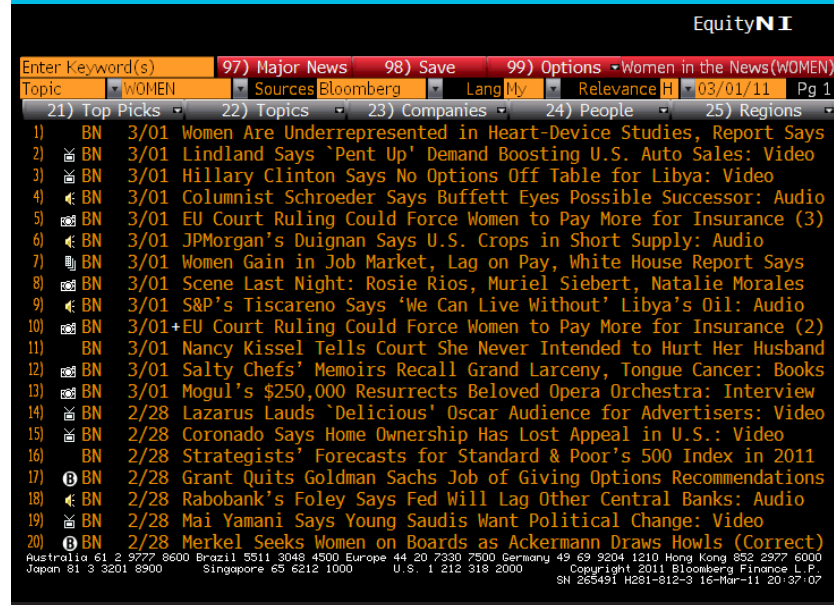 Equity NI
Enter Keyword(s) 97) Major News 98) Save 99) Options Women in the News(WOMEN)
Topic WOMEN Sources Bloomberg Lang My Relevance H 03/01/11 Pg 1
21) Top Picks 22) Topics 23) Companies 24) People 25) Regions
1) BN 3/01 Women Are Underrepresented in Heart-Device Studies, Report Says
2) BN 3/01 Lindland Says `Pent Up' Demand Boosting U.S. Auto Sales: Video
3) BN 3/01 Hillary Clinton Says No Options Off Table for Libya: Video
4) BN 3/01 Columnist Schroeder Says Buffett Eyes Possible Successor: Audio
5) BN 3/01 EU Court Ruling Could Force Women to Pay More for Insurance (3)
6) BN 3/01 JPMorgan's Duignan Says U.S. Crops in Short Supply: Audio
7) BN 3/01 Women Gain in Job Market, Lag on Pay, White House Report Says
8) BN 3/01 Scene Last Night: Rosie Rios, Muriel Siebert, Natalie Morales
9) BN 3/01 S&P's Tiscareno Says ‘We Can Live Without’ Libya's Oil: Audio
10) BN 3/01+EU Court Ruling Could Force Women to Pay More for Insurance (2)
11) BN 3/01 Nancy Kissel Tells Court She Never Intended to Hurt Her Husband
12) BN 3/01 Salty Chefs’ Memoirs Recall Grand Larceny, Tongue Cancer: Books
13) BN 3/01 Mogul's $250,000 Resurrects Beloved Opera Orchestra: Interview
14) BN 2/28 Lazarus Lauds `Delicious' Oscar Audience for Advertisers: Video
15) BN 2/28 Coronado Says Home Ownership Has Lost Appeal in U.S.: Video
16) BN 2/28 Strategists’ Forecasts for Standard & Poor's 500 Index in 2011
17) B BN 2/28 Grant Quits Goldman Sachs Job of Giving Options Recommendations
18) BN 2/28 Rabobank's Foley Says Fed Will Lag Other Central Banks: Audio
19) BN 2/28 Mai Yamani Says Young Saudis Want Political Change: Video
20) B BN 2/28 Merkel Seeks Women on Boards as Ackermann Draws Howls (Correct)
Australia 61 2 9777 8600 Brazil 5511 3048 4500 Europe 44 20 7330 7500 Germany 49 69 9204 1210 Hong Kong 852 2977 6000
Japan 81 3 3201 8900 Singapore 65 6212 1000 U.S. 1 212 318 2000 Copyright 2011 Bloomberg Finance L.P.
SN 265491 H281-812-3 16-Mar-11 20:37:07